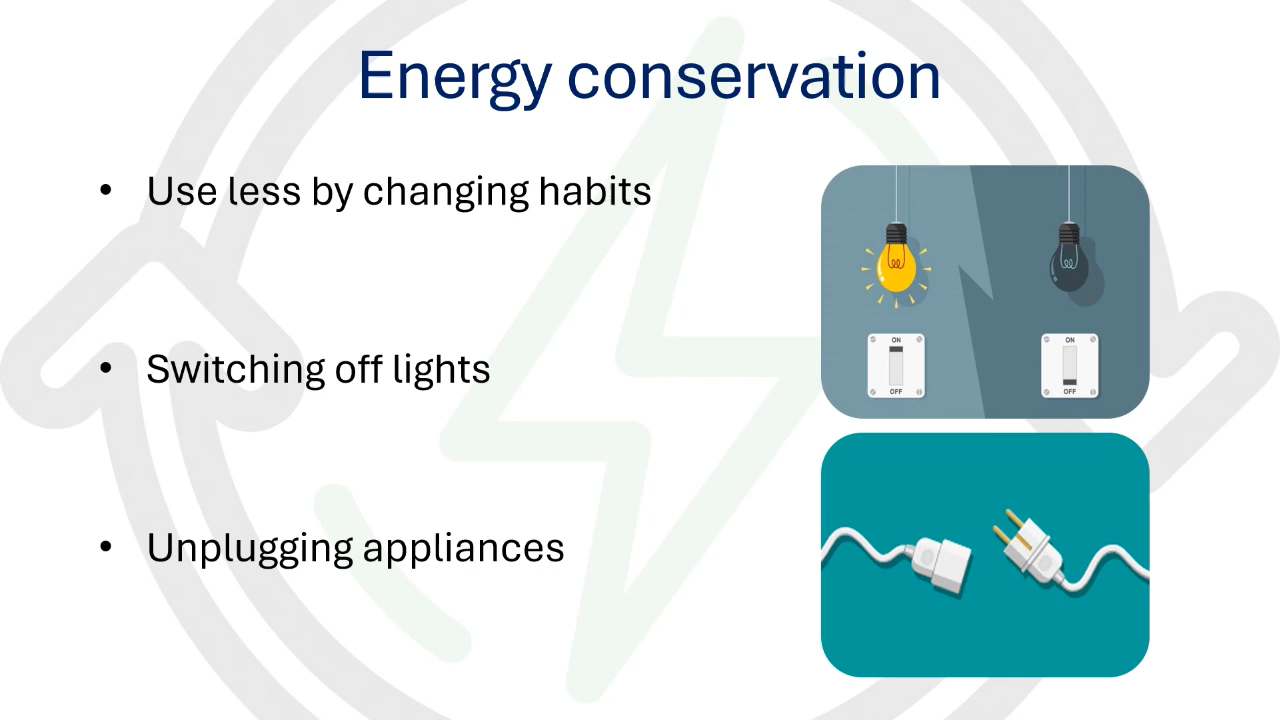 Energy conservation
• Use less by changing habits
• Switching off lights
• Unplugging appliances
ON
OFF
ON
OFF